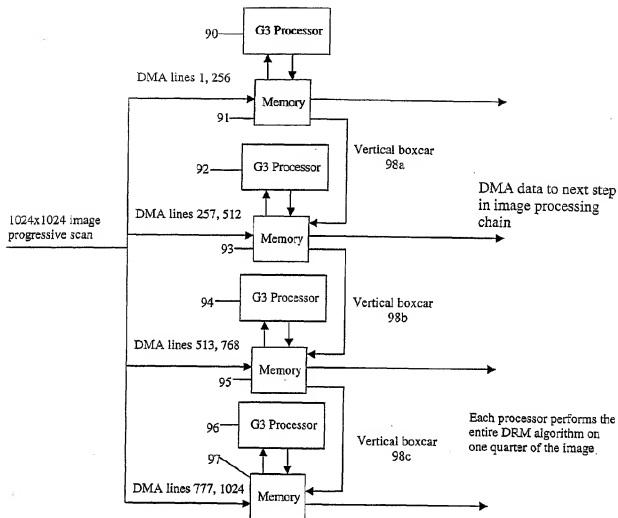 90
G3 Processor
DMA lines 1, 256
Memory
91
Vertical boxcar
98a
92
G3 Processor
DMA data to next step
in image processing
chain
1024x1024 image
progressive scan
DMA lines 257, 512
Memory
93
94
G3 Processor
Vertical boxcar
98b
DMA lines 513, 768
Memory
95
96
G3 Processor
Each processor performs the
entire DRM algorithm on
one quarter of the image.
Vertical boxcar
98c
97
DMA lines 777, 1024
Memory